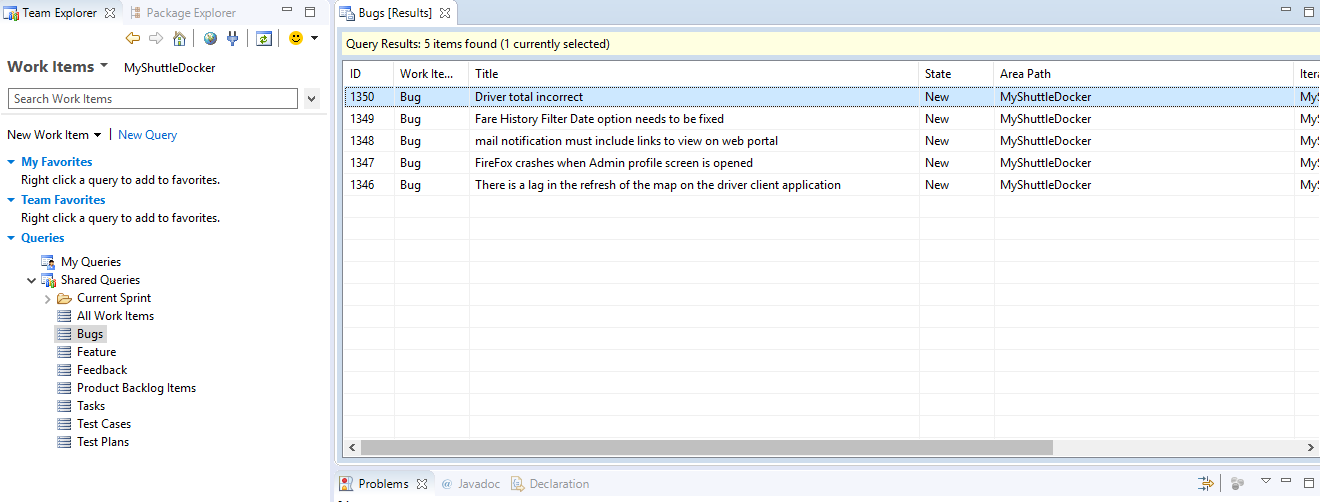 Team Explorer
Package Explorer
Work Items
MyShuttleDocker
Search Work Items
New Work Item
New Query
My Favorites
Right click a query to add to favorites.
Team Favorites
Right click a query to add to favorites.
Queries
My Queries
Shared Queries
Current Sprint
All Work Items
Bugs
Feature
Feedback
Product Backlog Items
Tasks
Test Cases
Test Plans
Bugs [Results]
Query Results: 5 items found (1 currently selected)
ID Work Ite... Title State Area Path Itera
1350 Bug Driver total incorrect New MyShuttleDocker MyS
1349 Bug Fare History Filter Date option needs to be fixed New MyShuttleDocker MyS
1348 Bug mail notification must include links to view on web portal New MyShuttleDocker MyS
1347 Bug FireFox crashes when Admin profile screen is opened New MyShuttleDocker MyS
1346 Bug There is a lag in the refresh of the map on the driver client application New MyShuttleDocker MyS
Problems @ Javadoc Declaration